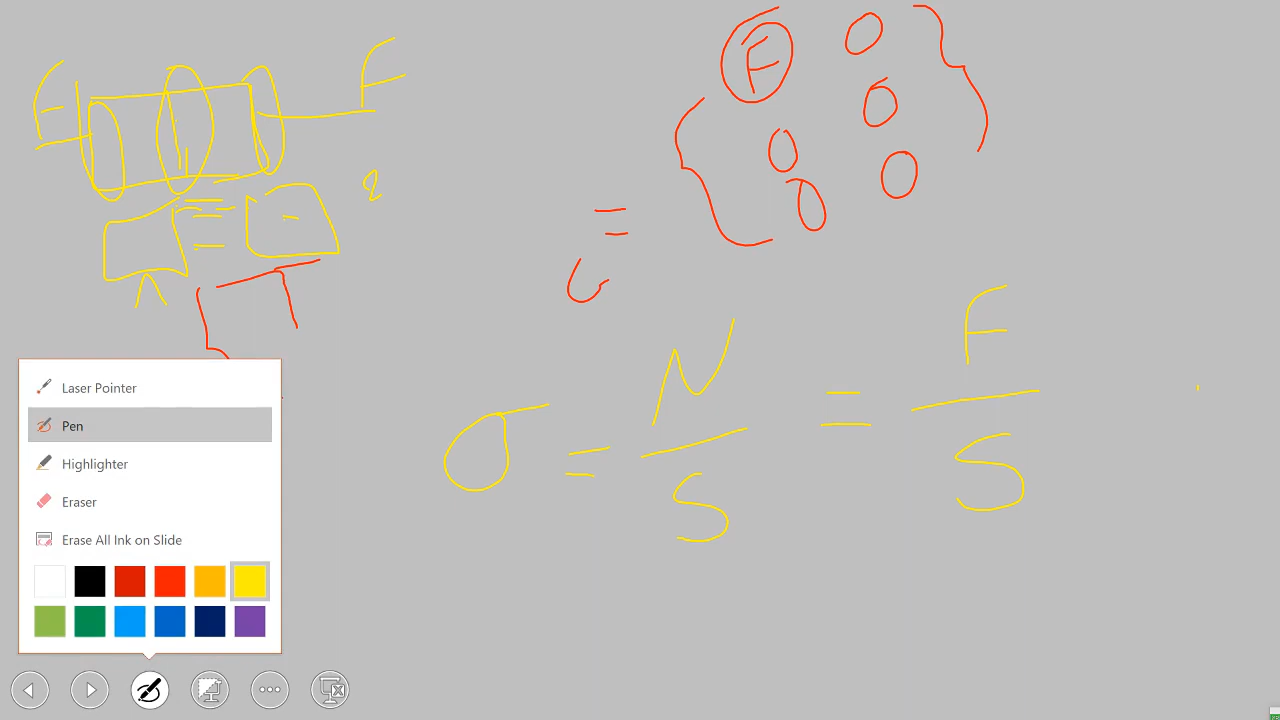 F F
F 0
0
0 0
0
=
G
σ = N/S = F/S
Laser Pointer
Pen
Highlighter
Eraser
Erase All Ink on Slide